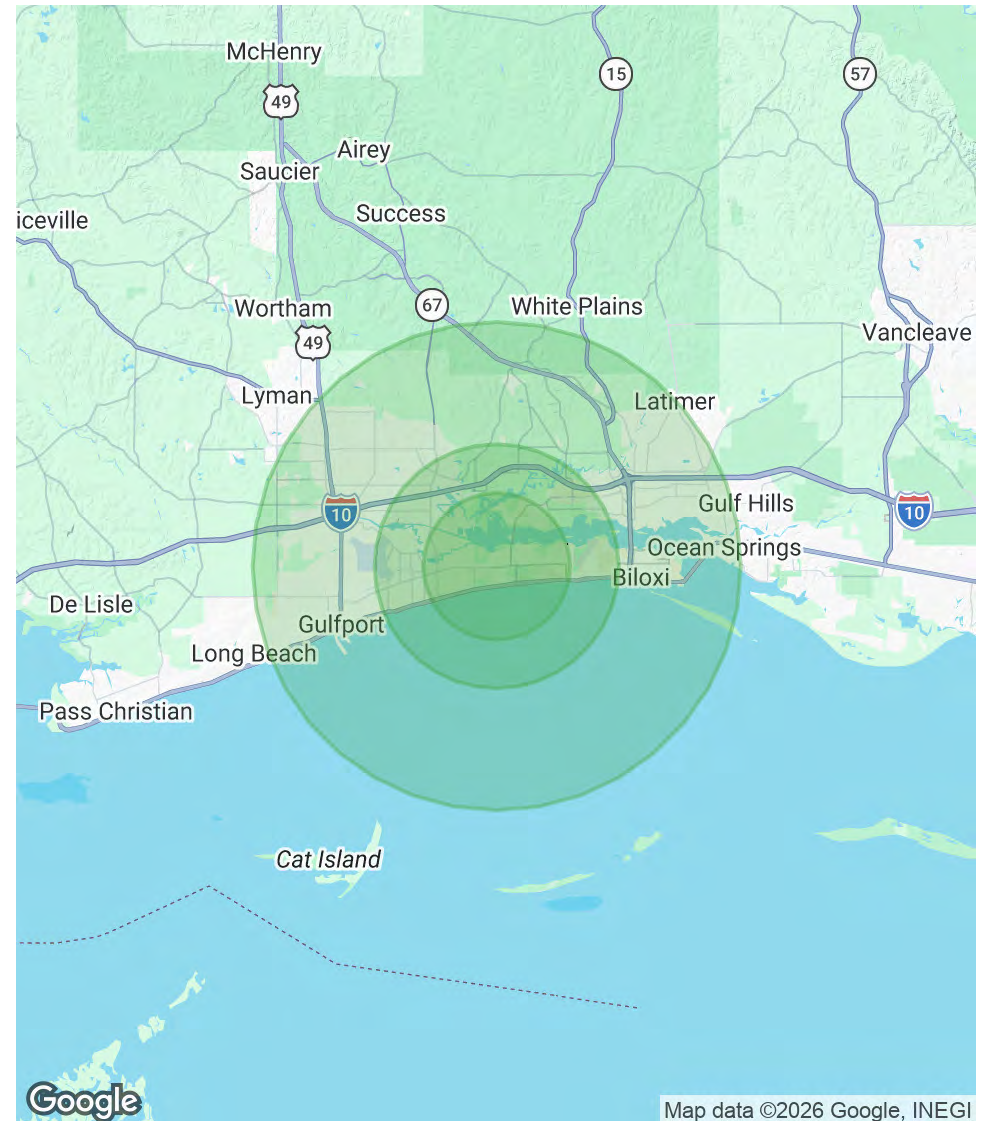 McHenry
49
15
57
Airey
Saucier
iceville
Success
67
Wortham
White Plains
49
Vancleave
Lyman
Latimer
10
Gulf Hills
10
Ocean Springs
Biloxi
De Lisle
Gulfport
Long Beach
Pass Christian
Cat Island
Google
Map data ©2026 Google, INEGI